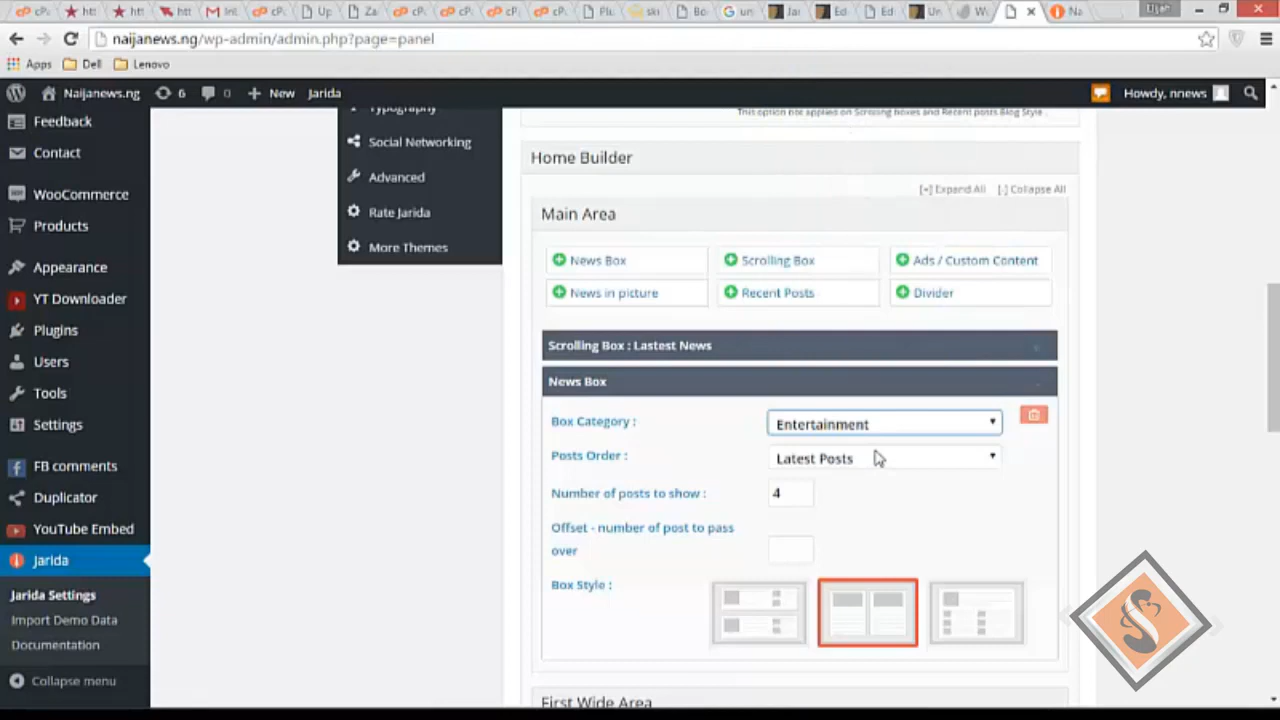 Elijah
naijanews.ng/wp-admin/admin.php?page=panel
Apps Dell Lenovo
Naijanews.ng 6 0 New Jarida Howdy, nnews
Feedback
Contact
WooCommerce
Products
Appearance
YT Downloader
Plugins
Users
Tools
Settings
FB comments
Duplicator
YouTube Embed
Jarida
Jarida Settings
Import Demo Data
Documentation
Collapse menu
Typography
Social Networking
Advanced
Rate Jarida
More Themes
This option not applied on Scrolling boxes and Recent posts Blog Style .
Home Builder
[+] Expand All [-] Collapse All
Main Area
News Box Scrolling Box Ads / Custom Content
News in picture Recent Posts Divider
Scrolling Box : Lastest News
News Box
Box Category : Entertainment
Posts Order : Latest Posts
Number of posts to show : 4
Offset - number of post to pass
over
Box Style :
First Wide Area